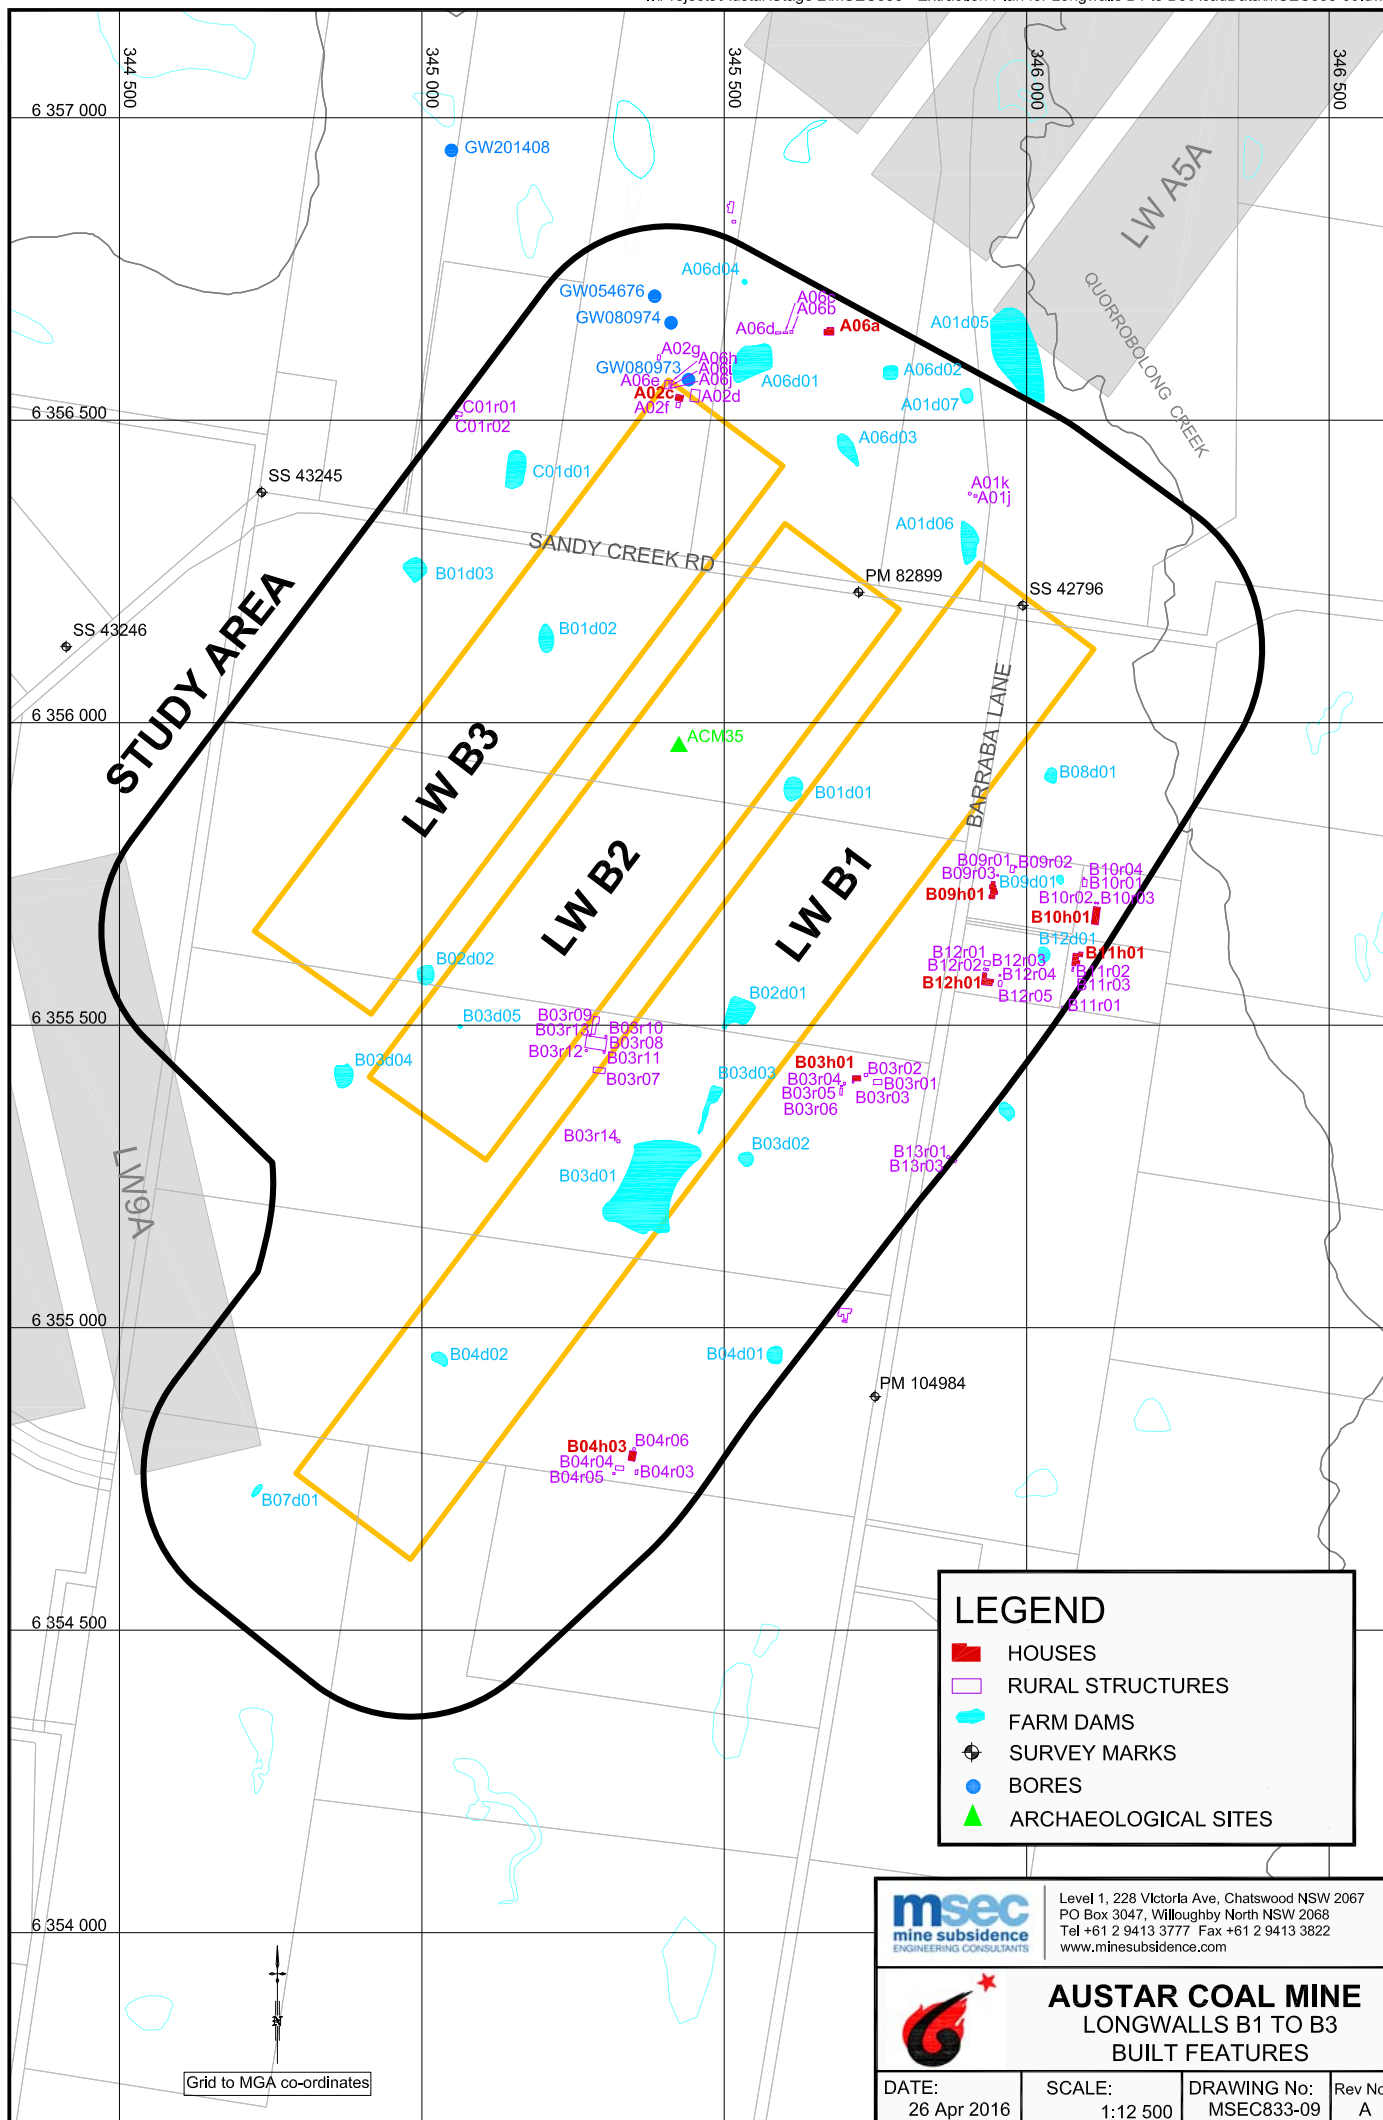 344 500
345 000
345 500
346 000
346 500
6 357 000
GW201408
LW A5A
QUORROBOLONG CREEK
A06d04
GW054676
GW080974
A06c
A06b
A06d
A06a
A01d05
A02g
A06h
GW080973
A06i
A06e
A06j
A06d01
A06d02
A02c
A02d
A02f
A01d07
6 356 500
C01r01
C01r02
A06d03
SS 43245
C01d01
A01k
A01j
A01d06
SANDY CREEK RD
B01d03
PM 82899
SS 42796
STUDY AREA
SS 43246
B01d02
BARRABA LANE
6 356 000
ACM35
LW B3
B01d01
B08d01
LW B2
LW B1
B09r01
B09r02
B09r03
B09d01
B09h01
B10r04
B10r01
B10r02
B10r03
B10h01
B12d01
B11h01
B12r01
B12r03
B12r02
B12r04
B12h01
B12r05
B11r02
B11r03
B11r01
B02d02
B02d01
6 355 500
B03d05
B03r09
B03r13
B03r10
B03r08
B03r12
B03r11
B03r07
B03d04
B03d03
B03h01
B03r02
B03r04
B03r01
B03r05
B03r03
B03r06
B03r14
B03d02
B13r01
B13r03
B03d01
LW9A
6 355 000
B04d02
B04d01
PM 104984
B04h03
B04r06
B04r04
B04r05
B04r03
B07d01
6 354 500
LEGEND
HOUSES
RURAL STRUCTURES
FARM DAMS
SURVEY MARKS
BORES
ARCHAEOLOGICAL SITES
6 354 000
N
Grid to MGA co-ordinates
msec
mine subsidence
ENGINEERING CONSULTANTS
Level 1, 228 Victoria Ave, Chatswood NSW 2067
PO Box 3047, Willoughby North NSW 2068
Tel +61 2 9413 3777 Fax +61 2 9413 3822
www.minesubsidence.com
AUSTAR COAL MINE
LONGWALLS B1 TO B3
BUILT FEATURES
DATE:
26 Apr 2016
SCALE:
1:12 500
DRAWING No:
MSEC833-09
Rev No
A